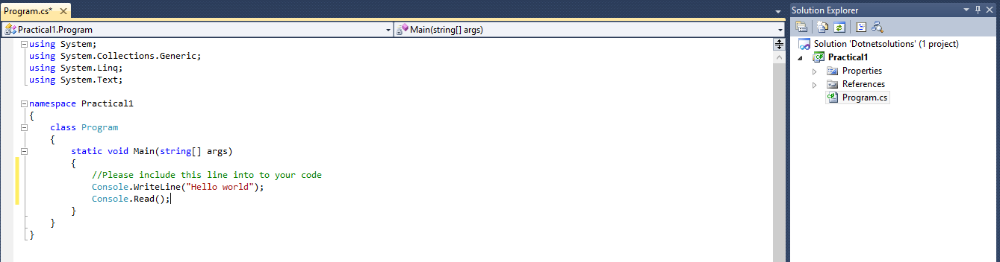 Program.cs*
Practical1.Program
Main(string[] args)
using System;
using System.Collections.Generic;
using System.Linq;
using System.Text;
namespace Practical1
{
class Program
{
static void Main(string[] args)
{
//Please include this line into to your code
Console.WriteLine("Hello world");
Console.Read();
}
}
}
Solution Explorer
Solution 'Dotnetsolutions' (1 project)
Practical1
Properties
References
Program.cs